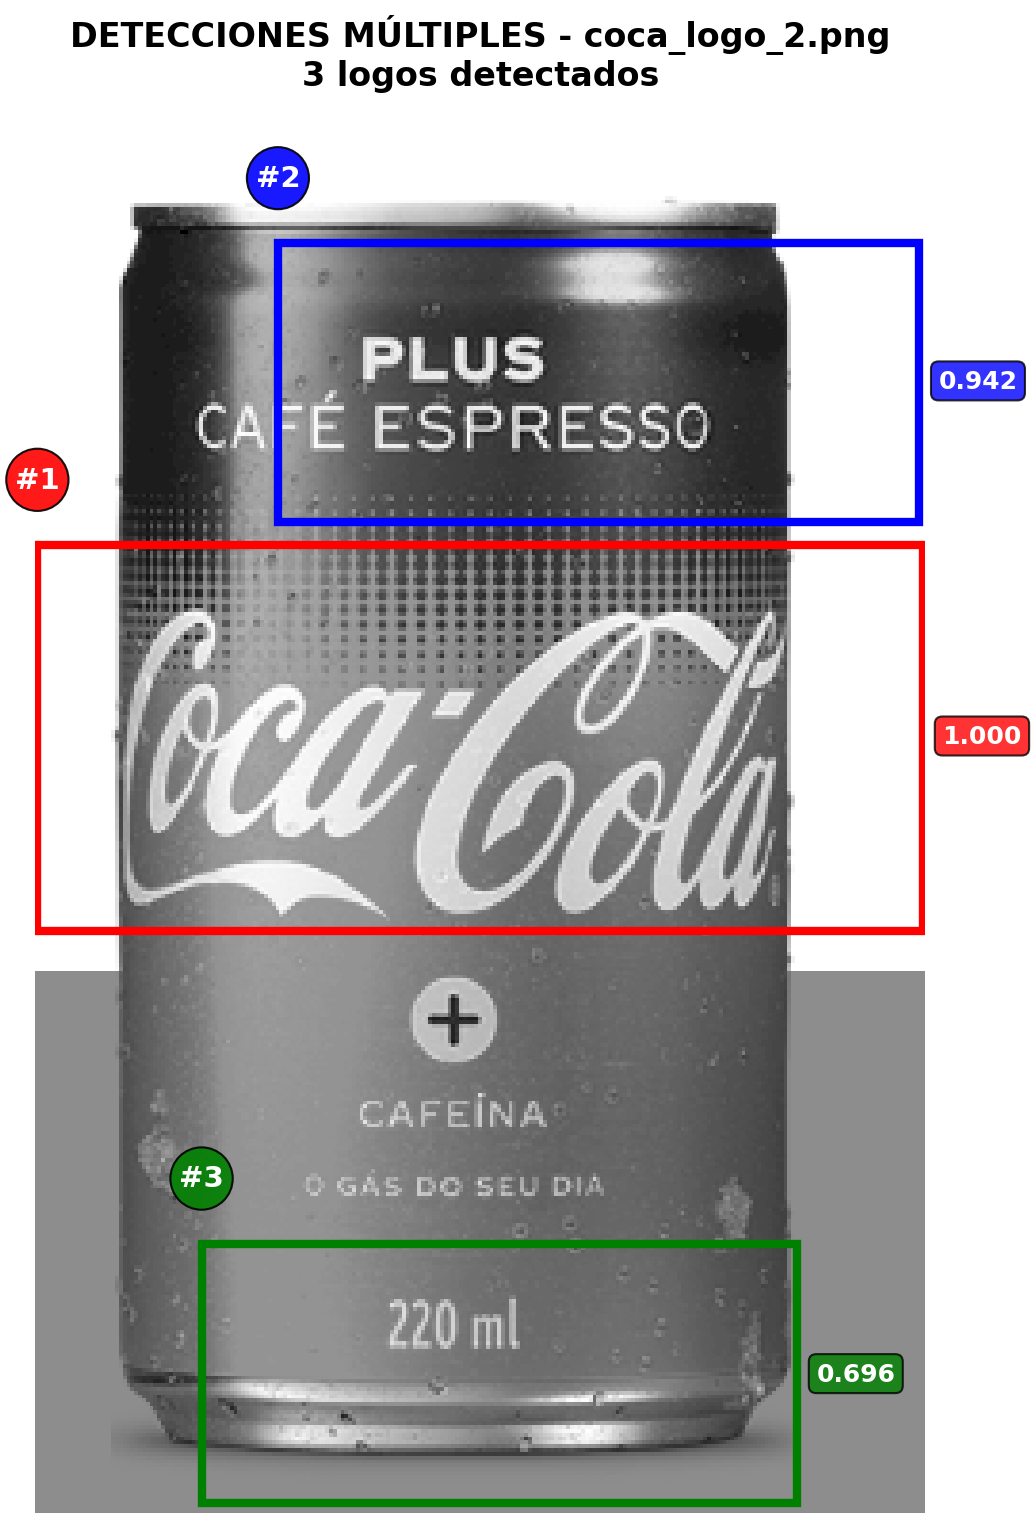 DETECCIONES MÚLTIPLES - coca_logo_2.png
3 logos detectados
#2
PLUS
0.942
CAFÉ ESPRESSO
#1
Coca-Cola
1.000
+
CAFEÍNA
#3
O GÁS DO SEU DIA
220 ml
0.696